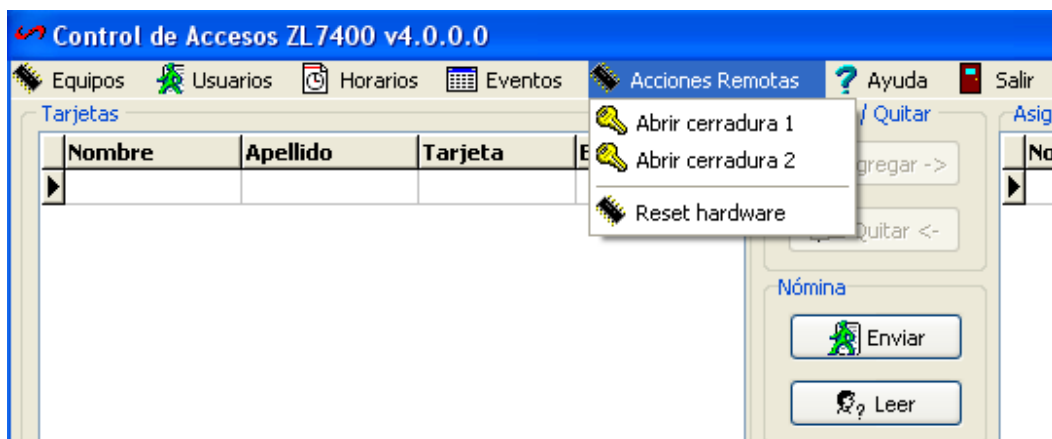 Control de Accesos ZL7400 v4.0.0.0
Equipos Usuarios Horarios Eventos Acciones Remotas Ayuda Salir
Tarjetas / Quitar
Nombre Apellido Tarjeta
Abrir cerradura 1
Abrir cerradura 2
Reset hardware
gregar ->
Quitar <-
Nómina
Enviar
Leer